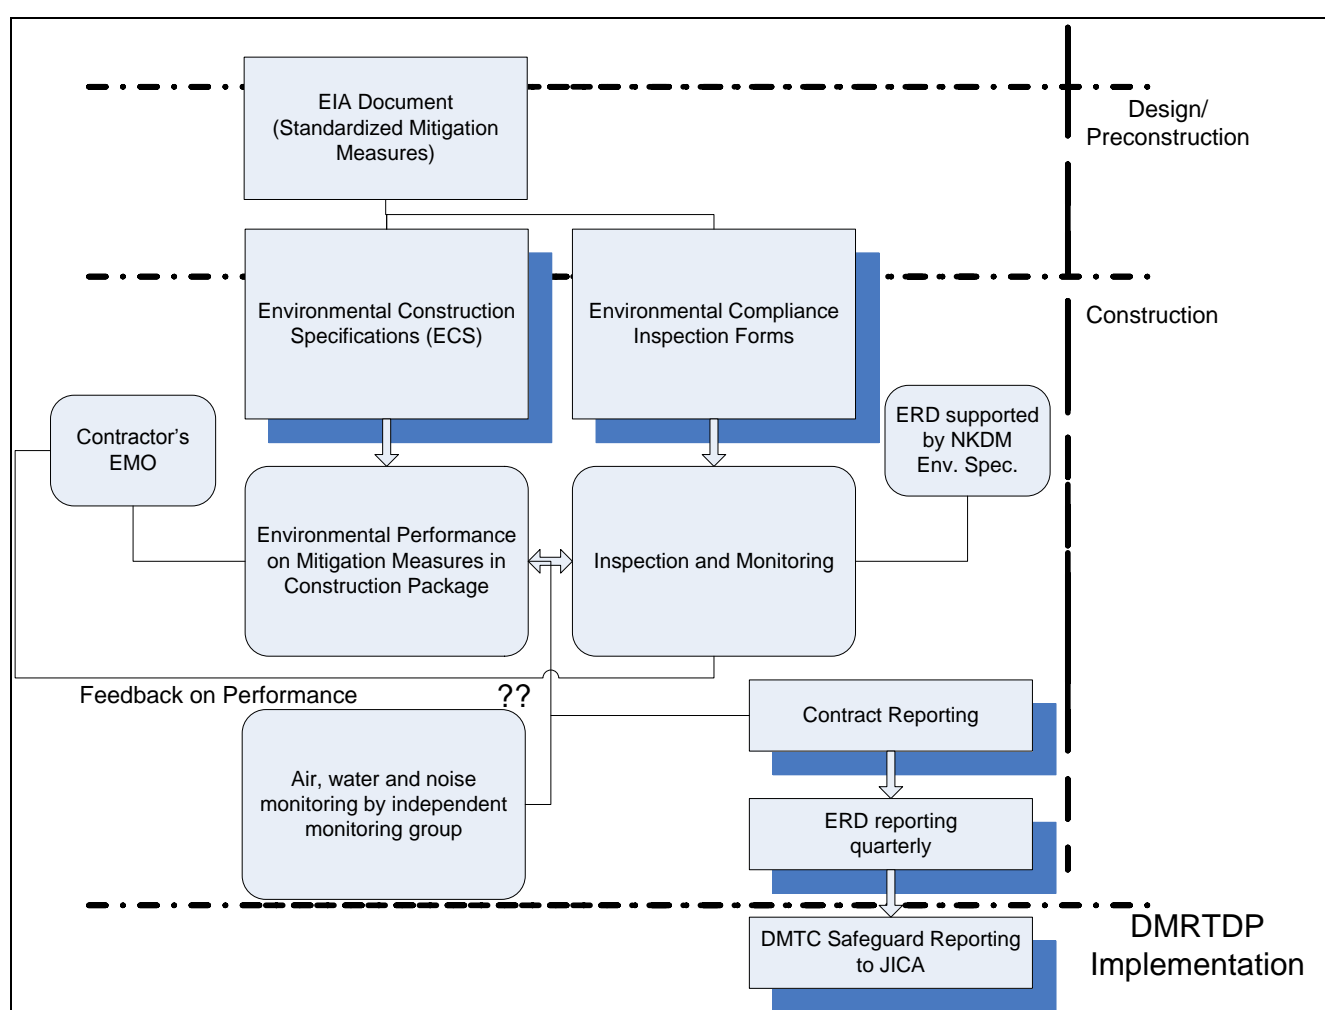 EIA Document
(Standardized Mitigation
Measures)
Design/
Preconstruction
Environmental Construction
Specifications (ECS)
Environmental Compliance
Inspection Forms
Construction
Contractor's
EMO
ERD supported
by NKDM
Env. Spec.
Environmental Performance
on Mitigation Measures in
Construction Package
Inspection and Monitoring
Feedback on Performance
??
Contract Reporting
Air, water and noise
monitoring by independent
monitoring group
ERD reporting
quarterly
DMTC Safeguard Reporting
to JICA
DMRTDP
Implementation